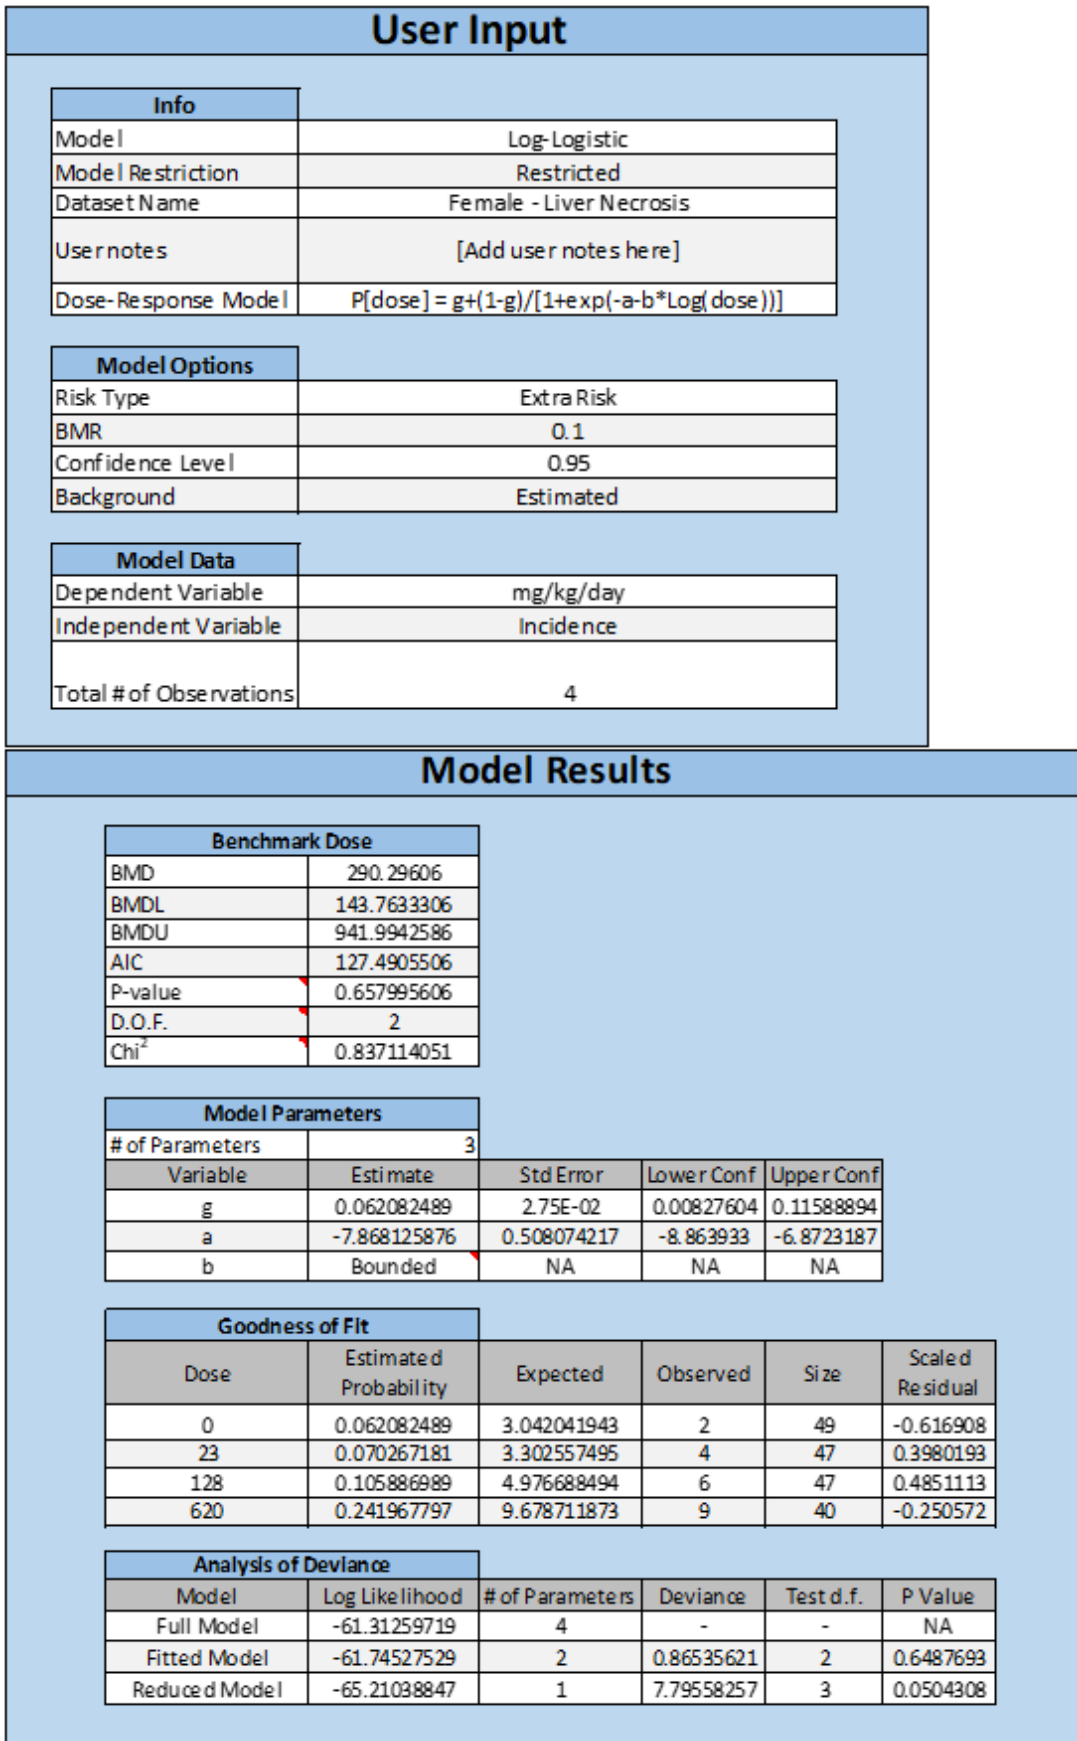 User Input
Info
Model Log-Logistic
Model Restriction Restricted
Dataset Name Female - Liver Necrosis
User notes [Add user notes here]
Dose-Response Model P[dose] = g+(1-g)/[1+exp(-a-b*Log(dose))]
Model Options
Risk Type Extra Risk
BMR 0.1
Confidence Level 0.95
Background Estimated
Model Data
Dependent Variable mg/kg/day
Independent Variable Incidence
Total # of Observations 4
Model Results
Benchmark Dose
BMD 290.29606
BMDL 143.7633306
BMDU 941.9942586
AIC 127.4905506
P-value 0.657995606
D.O.F. 2
Chi² 0.837114051
Model Parameters
# of Parameters 3
Variable Estimate Std Error Lower Conf Upper Conf
g 0.062082489 2.75E-02 0.00827604 0.11588894
a -7.868125876 0.508074217 -8.863933 -6.8723187
b Bounded NA NA NA
Goodness of Fit
Dose Estimated Probability Expected Observed Size Scaled Residual
0 0.062082489 3.042041943 2 49 -0.616908
23 0.070267181 3.302557495 4 47 0.3980193
128 0.105886989 4.976688494 6 47 0.4851113
620 0.241967797 9.678711873 9 40 -0.250572
Analysis of Deviance
Model Log Likelihood # of Parameters Deviance Test d.f. P Value
Full Model -61.31259719 4 - - NA
Fitted Model -61.74527529 2 0.86535621 2 0.6487693
Reduced Model -65.21038847 1 7.79558257 3 0.0504308